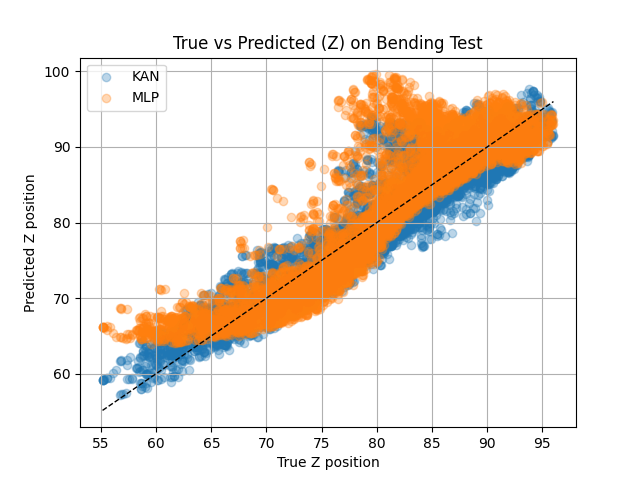 True vs Predicted (Z) on Bending Test
KAN
MLP
100
90
80
70
60
Predicted Z position
55 60 65 70 75 80 85 90 95
True Z position